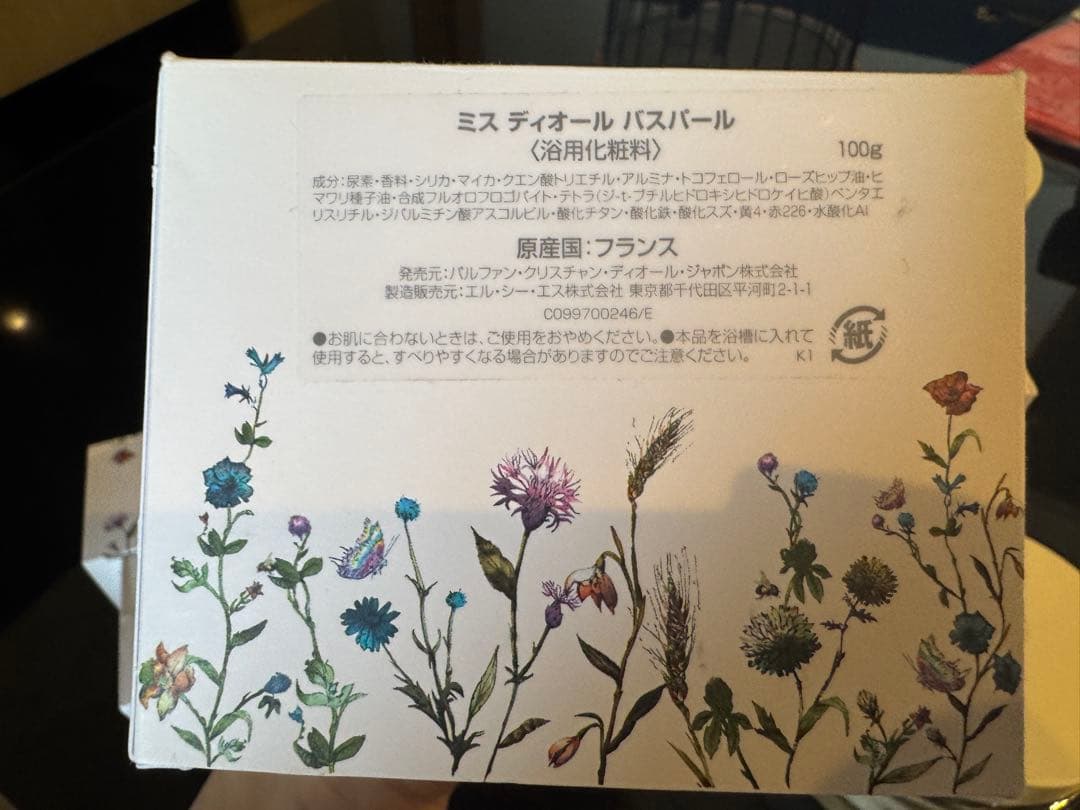 ミス ディオール バスパール
〈浴用化粧料〉
100g
成分:尿素・香料・シリカ・マイカ・クエン酸トリエチル・アルミナ・トコフェロール・ローズヒップ油・ヒ
マワリ種子油・合成フルオロフロゴパイト・テトラ(ジ-t-ブチルヒドロキシヒドロケイヒ酸)ペンタエ
リスリチル・ジパルミチン酸アスコルビル・酸化チタン・酸化鉄・酸化スズ・黄4・赤226・水酸化Al
原産国:フランス
発売元:パルファン・クリスチャン・ディオール・ジャポン株式会社
製造販売元:エル・シー・エス株式会社 東京都千代田区平河町2-1-1
C099700246/E
●お肌に合わないときは、ご使用をおやめください。●本品を浴槽に入れて
使用すると、すべりやすくなる場合がありますのでご注意ください。 K1
紙